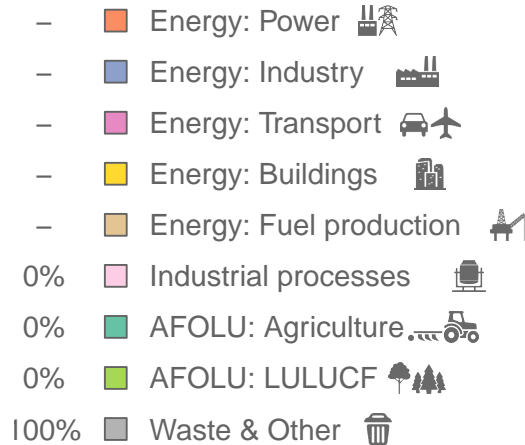 – Energy: Power
– Energy: Industry
– Energy: Transport
– Energy: Buildings
– Energy: Fuel production
0% Industrial processes
0% AFOLU: Agriculture
0% AFOLU: LULUCF
100% Waste & Other